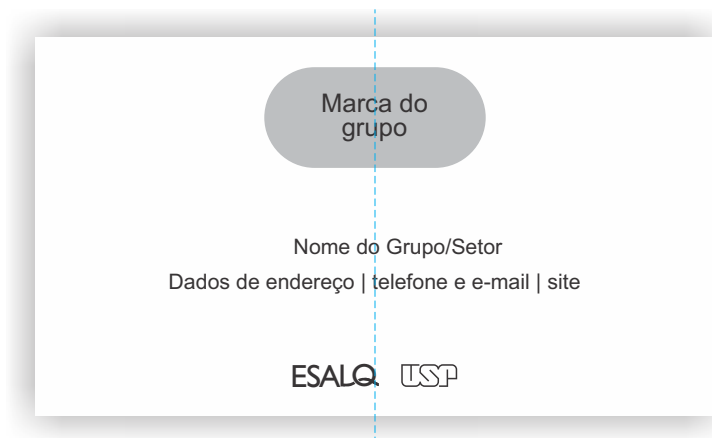 Marca do
grupo
Nome do Grupo/Setor
Dados de endereço | telefone e e-mail | site
ESALQ USP